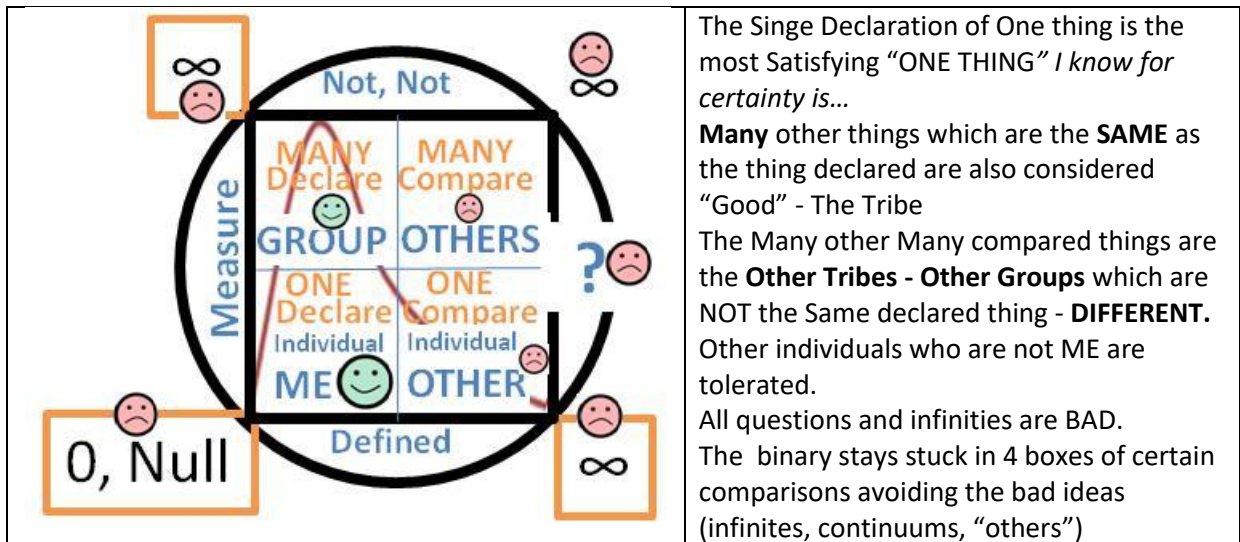 ∞
∞
Not, Not
Measure
MANY
Declare
GROUP
MANY
Compare
OTHERS
?
ONE
Declare
Individual
ME
ONE
Compare
Individual
OTHER
Defined
0, Null
∞
The Singe Declaration of One thing is the
most Satisfying “ONE THING” I know for
certainty is…
Many other things which are the SAME as
the thing declared are also considered
“Good” - The Tribe
The Many other Many compared things are
the Other Tribes - Other Groups which are
NOT the Same declared thing - DIFFERENT.
Other individuals who are not ME are
tolerated.
All questions and infinities are BAD.
The  binary stays stuck in 4 boxes of certain
comparisons avoiding the bad ideas
(infinites, continuums, “others”)